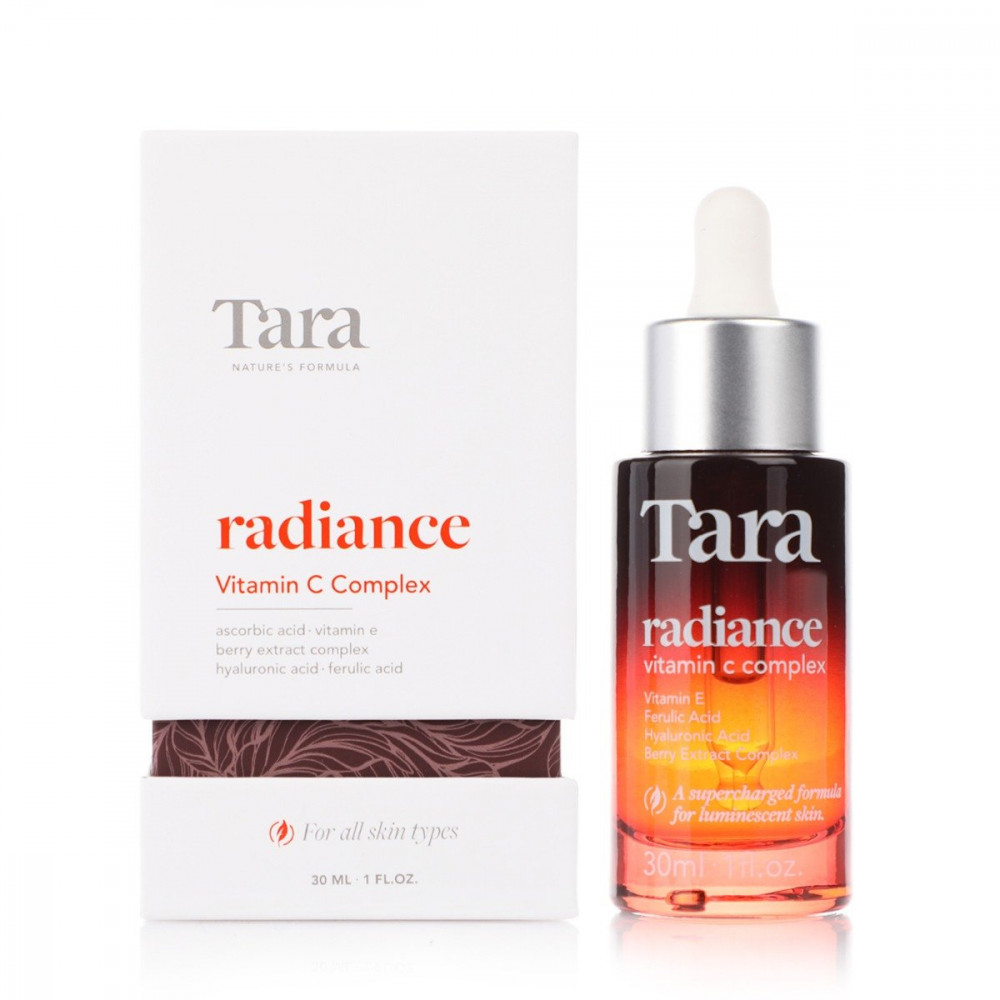 Tara
NATURE'S FORMULA
radiance
Vitamin C Complex
ascorbic acid · vitamin e
berry extract complex
hyaluronic acid · ferulic acid
For all skin types
30 ML · 1 FL.OZ.
Tara
radiance
vitamin c complex
Vitamin E
Ferulic Acid
Hyaluronic Acid
Berry Extract Complex
A supercharged formula
for luminescent skin.
30ml · 1fl.oz.